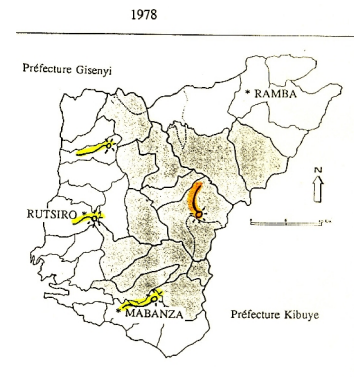 1978
Préfecture Gisenyi
* RAMBA
N
RUTSIRO *
* MABANZA
Préfecture Kibuye